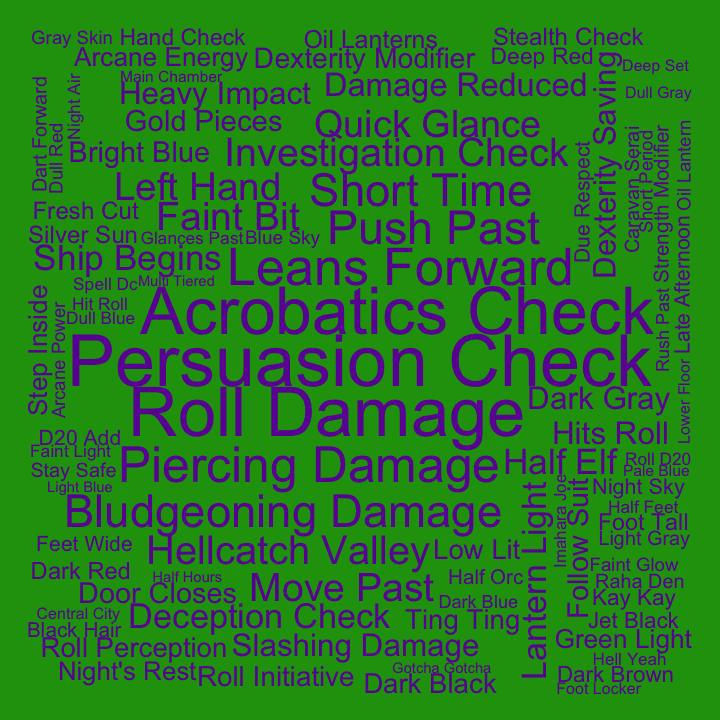 Gray Skin
Hand Check
Oil Lanterns
Stealth Check
Arcane Energy
Dexterity Modifier
Deep Red
Deep Set
Main Chamber
Heavy Impact
Damage Reduced
Dull Gray
Dart Forward
Dull Red
Night Air
Gold Pieces
Quick Glance
Dexterity Saving
Bright Blue
Investigation Check
Due Respect
Caravan Serai
Short Period
Strength Modifier
Oil Lantern
Left Hand
Short Time
Fresh Cut
Faint Bit
Push Past
Silver Sun
Glances Past
Blue Sky
Ship Begins
Leans Forward
Late Afternoon
Rush Past
Spell Dc
Multi Tiered
Hit Roll
Dull Blue
Acrobatics Check
Step Inside
Arcane Power
Persuasion Check
Lower Floor
Roll Damage
Dark Gray
D20 Add
Hits Roll
Faint Light
Stay Safe
Piercing Damage
Half Elf
Roll D20
Pale Blue
Light Blue
Night Sky
Bludgeoning Damage
Lantern Light
Imahara Joe
Follow Suit
Half Feet
Foot Tall
Light Gray
Feet Wide
Hellcatch Valley
Low Lit
Faint Glow
Dark Red
Half Hours
Half Orc
Raha Den
Door Closes
Move Past
Kay Kay
Dark Blue
Central City
Deception Check
Ting Ting
Jet Black
Black Hair
Green Light
Roll Perception
Slashing Damage
Hell Yeah
Night's Rest
Roll Initiative
Gotcha Gotcha
Dark Black
Dark Brown
Foot Locker